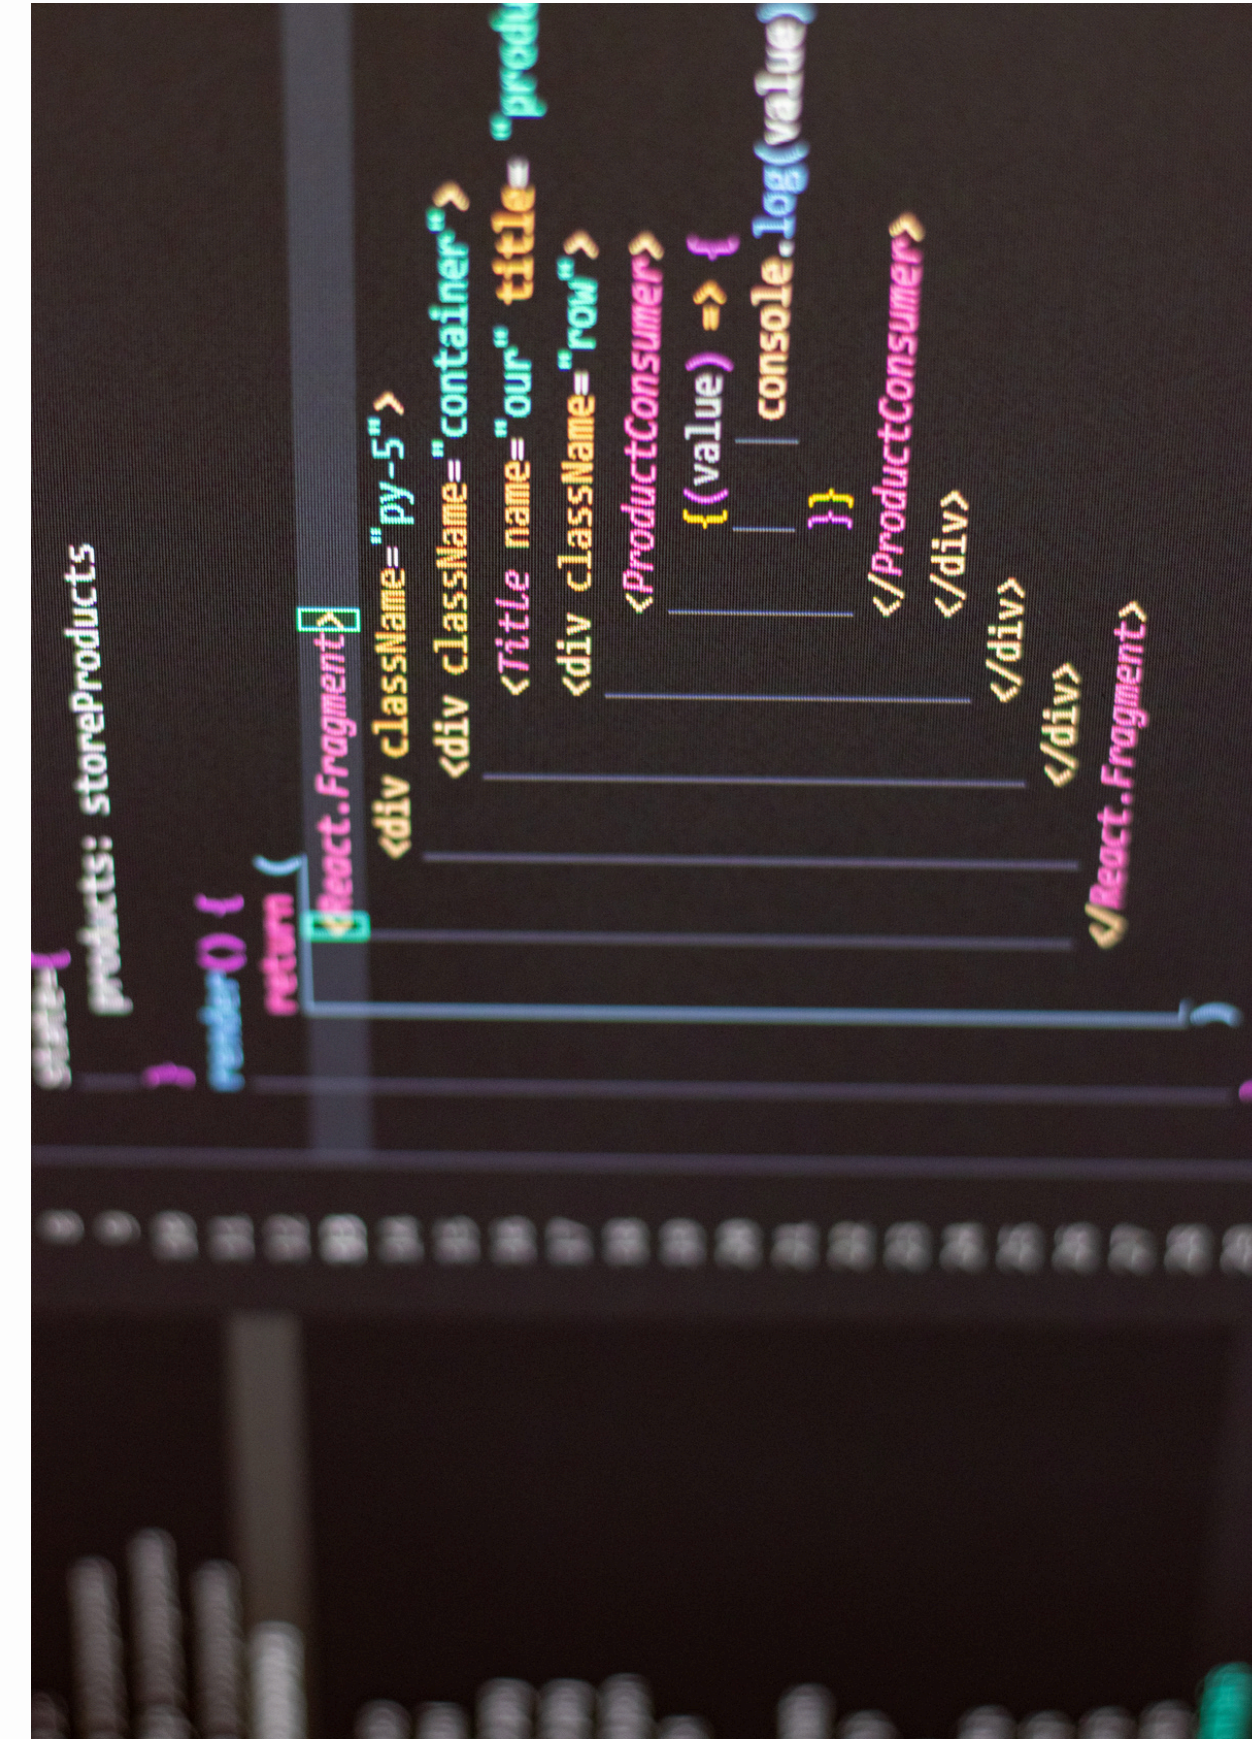 state={
products: storeProducts
}
render() {
return (
<React.Fragment>
<div className="py-5">
<div className="container">
<Title name="our" title= "produ
<div className="row">
<ProductConsumer>
{(value) => {
console.log(value)
}}
</ProductConsumer>
</div>
</div>
</div>
</React.Fragment>
)